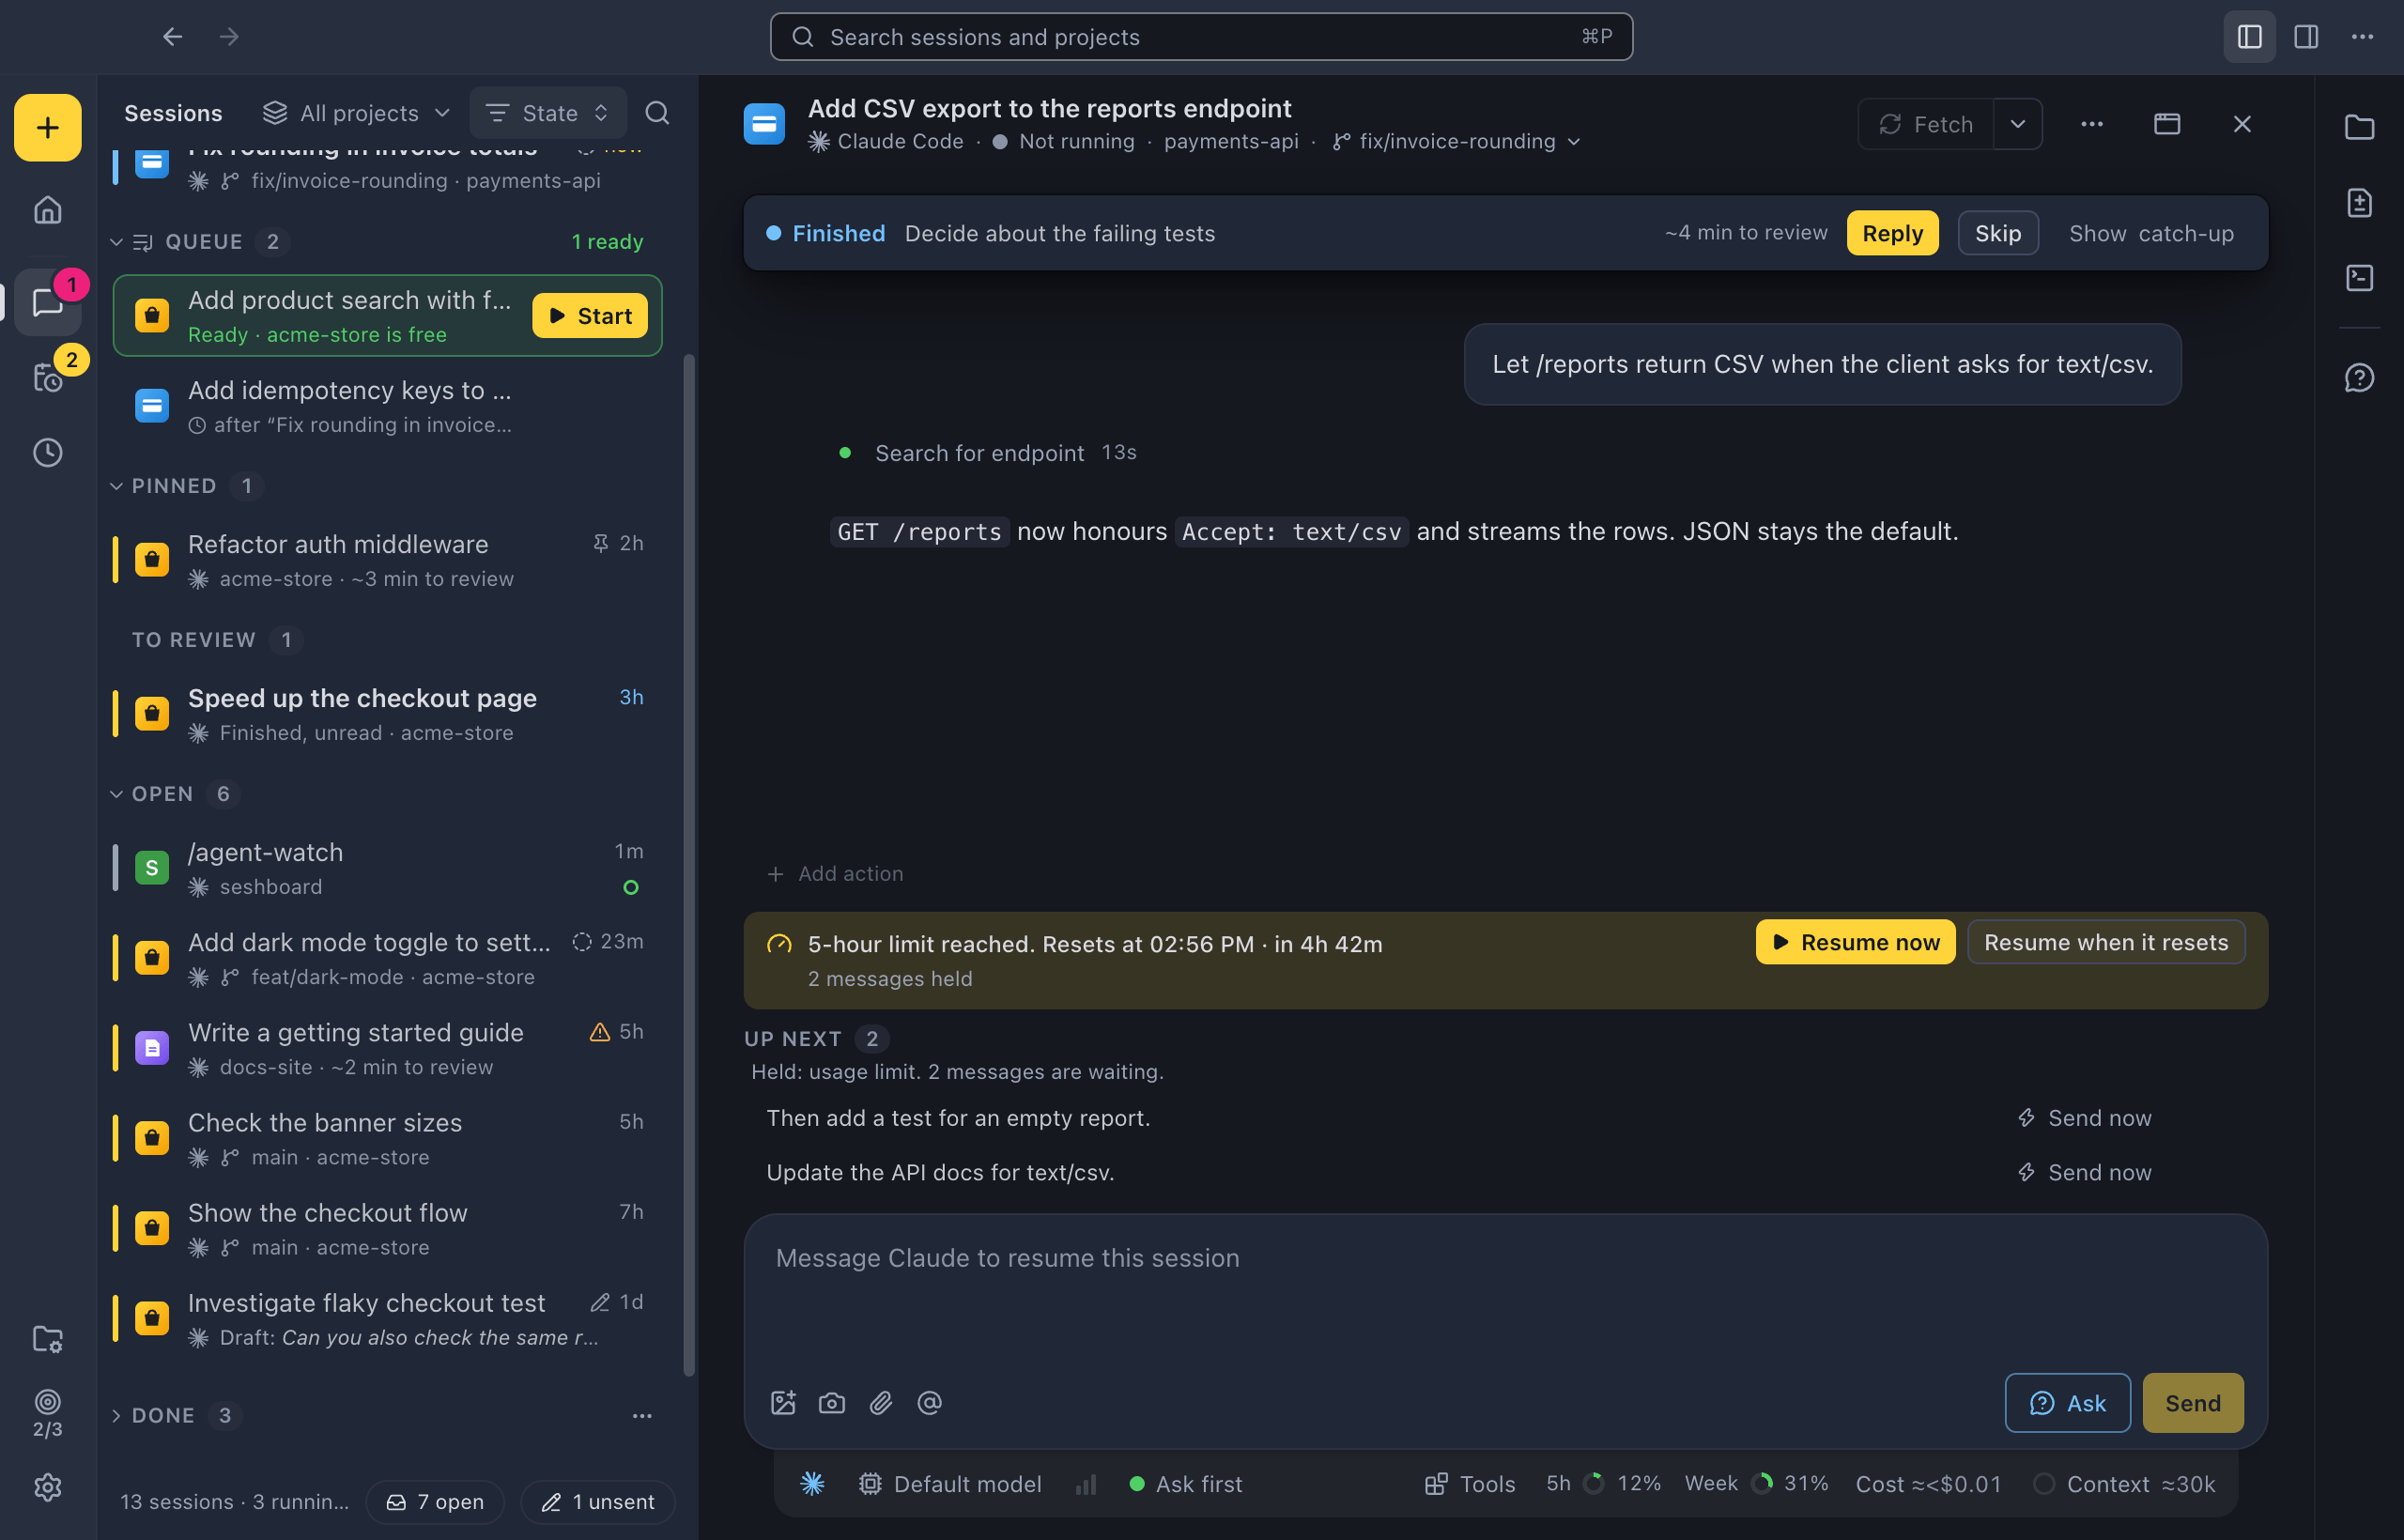 Search sessions and projects ⌘P
Sessions All projects State
Fix rounding in invoice totals now
fix/invoice-rounding · payments-api
QUEUE 2 1 ready
Add product search with f...
Ready · acme-store is free
Start
Add idempotency keys to ...
after “Fix rounding in invoice...
PINNED 1
Refactor auth middleware 2h
acme-store · ~3 min to review
TO REVIEW 1
Speed up the checkout page 3h
Finished, unread · acme-store
OPEN 6
S
/agent-watch 1m
seshboard
Add dark mode toggle to sett... 23m
feat/dark-mode · acme-store
Write a getting started guide 5h
docs-site · ~2 min to review
Check the banner sizes 5h
main · acme-store
Show the checkout flow 7h
main · acme-store
Investigate flaky checkout test 1d
Draft: Can you also check the same r...
DONE 3
13 sessions · 3 runnin... 7 open 1 unsent
1
2
2/3
Add CSV export to the reports endpoint
Claude Code · Not running · payments-api · fix/invoice-rounding
Fetch
Finished Decide about the failing tests ~4 min to review Reply Skip Show catch-up
Let /reports return CSV when the client asks for text/csv.
Search for endpoint 13s
GET /reports now honours Accept: text/csv and streams the rows. JSON stays the default.
Add action
5-hour limit reached. Resets at 02:56 PM · in 4h 42m
2 messages held
Resume now Resume when it resets
UP NEXT 2
Held: usage limit. 2 messages are waiting.
Then add a test for an empty report. Send now
Update the API docs for text/csv. Send now
Message Claude to resume this session
Ask Send
Default model Ask first Tools 5h 12% Week 31% Cost ≈<$0.01 Context ≈30k